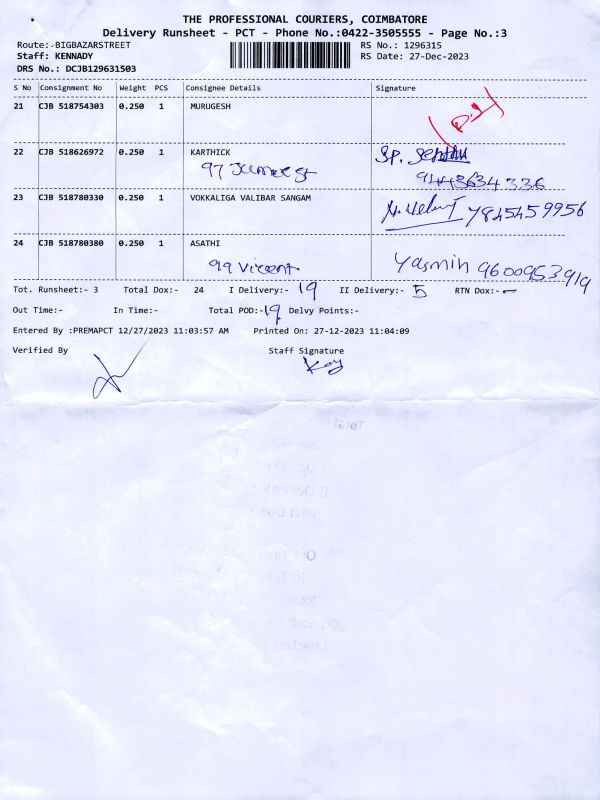 THE PROFESSIONAL COURIERS, COIMBATORE
Delivery Runsheet - PCT - Phone No.:0422-3505555 - Page No.:3
Route:-BIGBAZARSTREET RS No.: 1296315
Staff: KENNADY RS Date: 27-Dec-2023
DRS No.: DCJB129631503
S No Consignment No Weight PCS Consignee Details Signature
21 CJB 518754303 0.250 1 MURUGESH
22 CJB 518626972 0.250 1 KARTHICK SP.
97
23 CJB 518780330 0.250 1 VOKKALIGA VALIBAR SANGAM
24 CJB 518780380 0.250 1 ASATHI
99 Vincent Yasmin 9600953919
Tot. Runsheet:- 3 Total Dox:- 24 I Delivery:- 19 II Delivery:- 5 RTN Dox:- -
Out Time:- In Time:- Total POD:- 19 Delvy Points:-
Entered By :PREMAPCT 12/27/2023 11:03:57 AM Printed On: 27-12-2023 11:04:09
Verified By Staff Signature